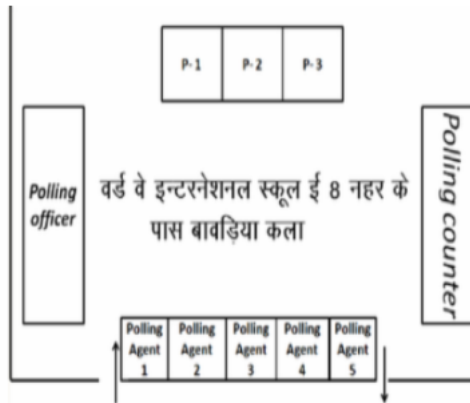 P-1 P-2 P-3
Polling
officer
वर्ड वे इन्टरनेशनल स्कूल ई 8 नहर के
पास बावड़िया कला
Polling counter
Polling
Agent
1
Polling
Agent
2
Polling
Agent
3
Polling
Agent
4
Polling
Agent
5